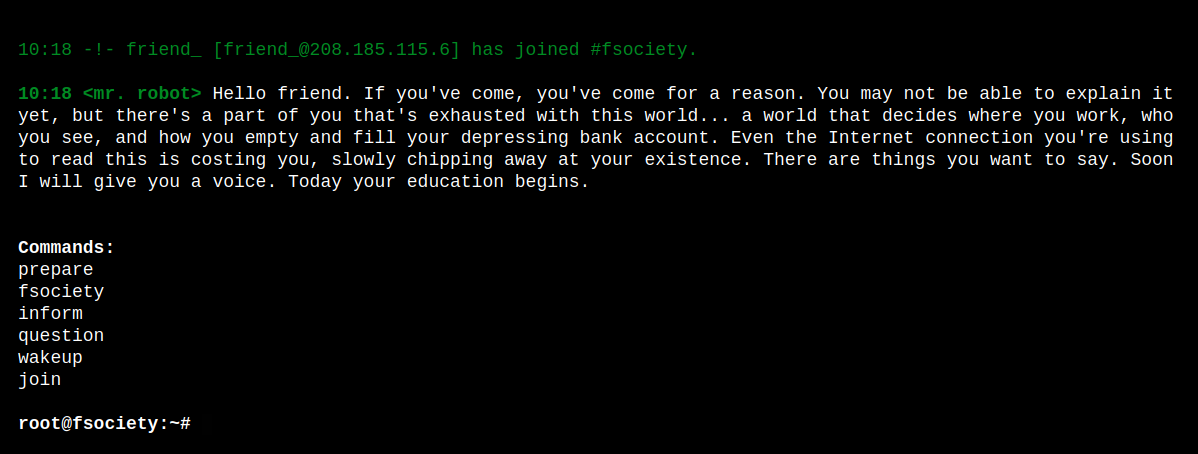 10:18 -!- friend_ [friend_@208.185.115.6] has joined #fsociety.
10:18 <mr. robot> Hello friend. If you've come, you've come for a reason. You may not be able to explain it
yet, but there's a part of you that's exhausted with this world... a world that decides where you work, who
you see, and how you empty and fill your depressing bank account. Even the Internet connection you're using
to read this is costing you, slowly chipping away at your existence. There are things you want to say. Soon
I will give you a voice. Today your education begins.
Commands:
prepare
fsociety
inform
question
wakeup
join
root@fsociety:~#